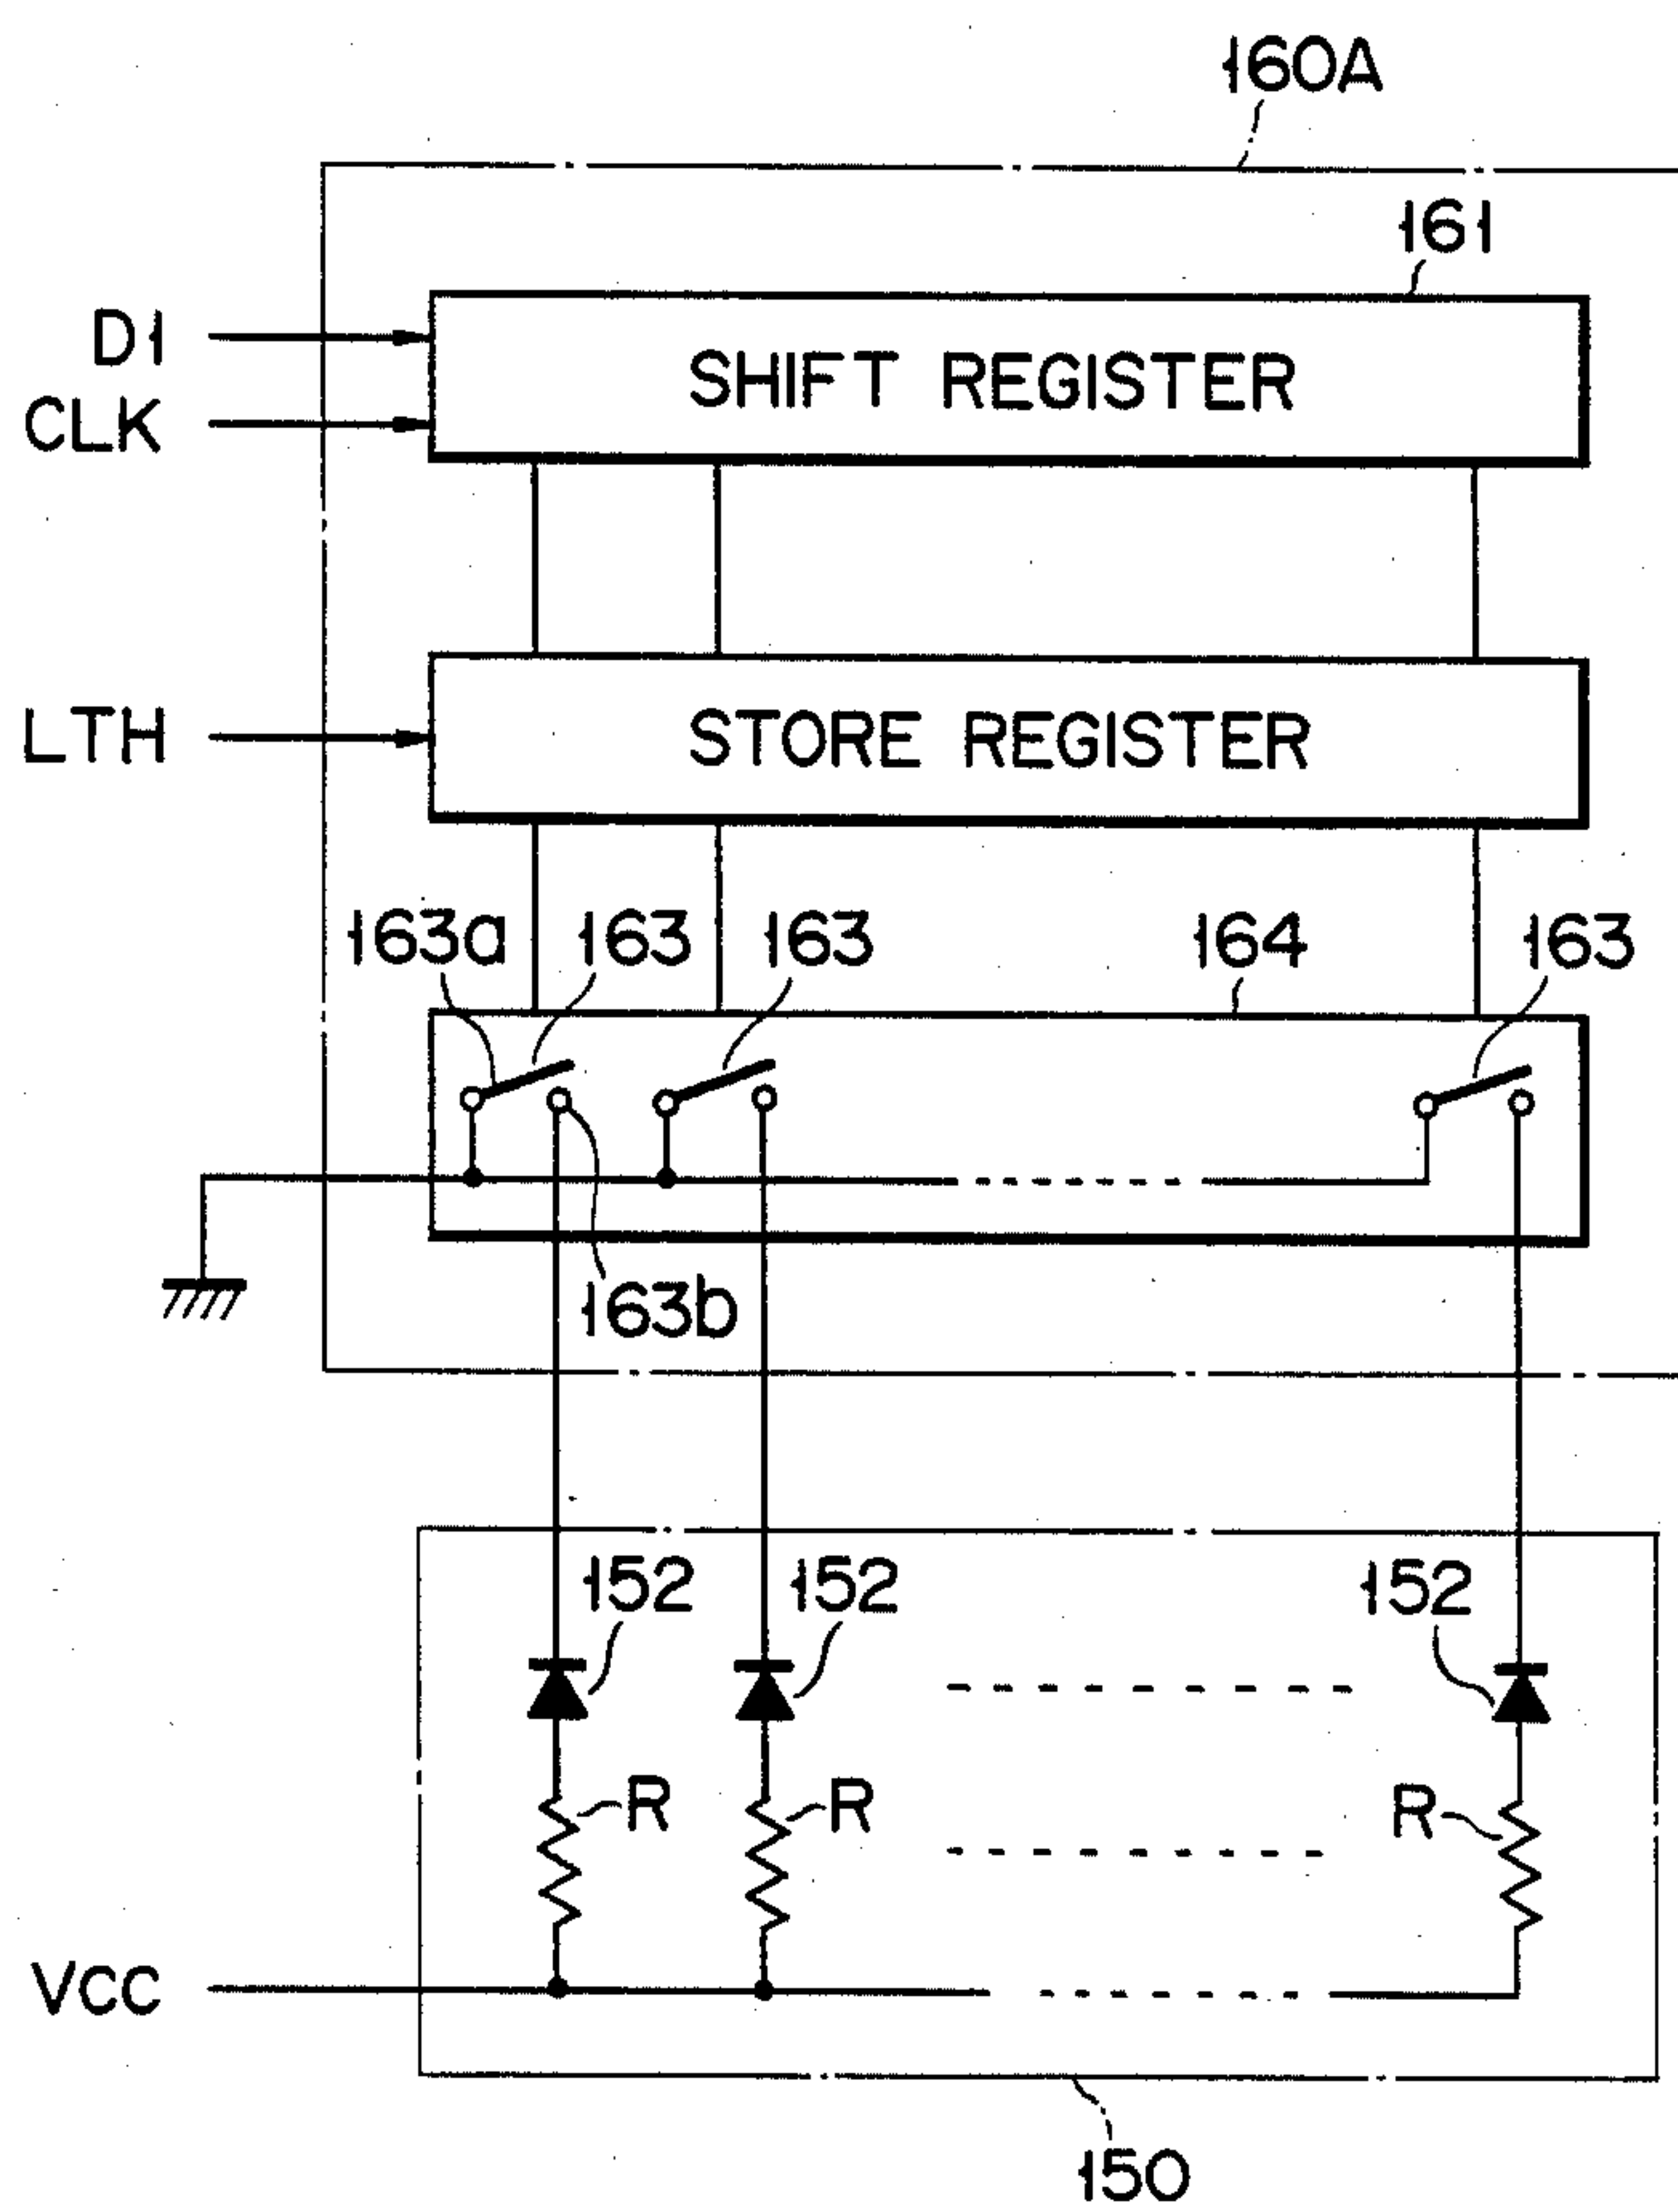 160A
161
D1
SHIFT REGISTER
CLK
LTH
STORE REGISTER
163a 163 163 164 163
163b
152 152 152
R R R
VCC
150